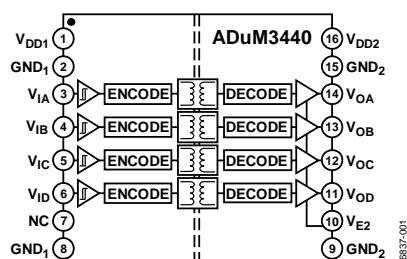 ADuM3440
VDD1 1 16 VDD2
GND1 2 15 GND2
VIA 3 ENCODE DECODE 14 VOA
VIB 4 ENCODE DECODE 13 VOB
VIC 5 ENCODE DECODE 12 VOC
VID 6 ENCODE DECODE 11 VOD
NC 7 10 VE2
GND1 8 9 GND2
6837-001